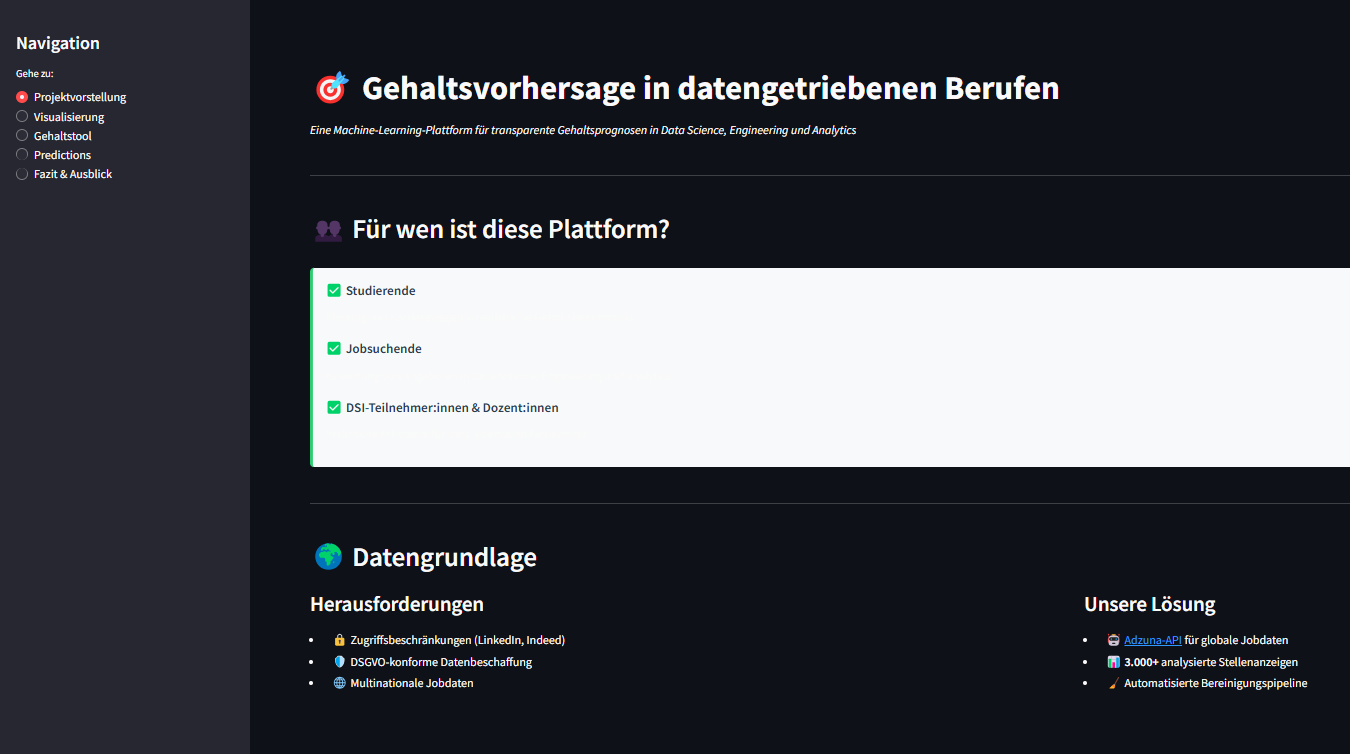 Navigation
Gehe zu:
Projektvorstellung
Visualisierung
Gehaltstool
Predictions
Fazit & Ausblick
Gehaltsvorhersage in datengetriebenen Berufen
Eine Machine-Learning-Plattform für transparente Gehaltsprognosen in Data Science, Engineering und Analytics
Für wen ist diese Plattform?
Studierende
Jobsuchende
DSI-Teilnehmer:innen & Dozent:innen
Datengrundlage
Herausforderungen
Zugriffsbeschränkungen (LinkedIn, Indeed)
DSGVO-konforme Datenbeschaffung
Multinationale Jobdaten
Unsere Lösung
Adzuna-API für globale Jobdaten
3.000+ analysierte Stellenanzeigen
Automatisierte Bereinigungspipeline